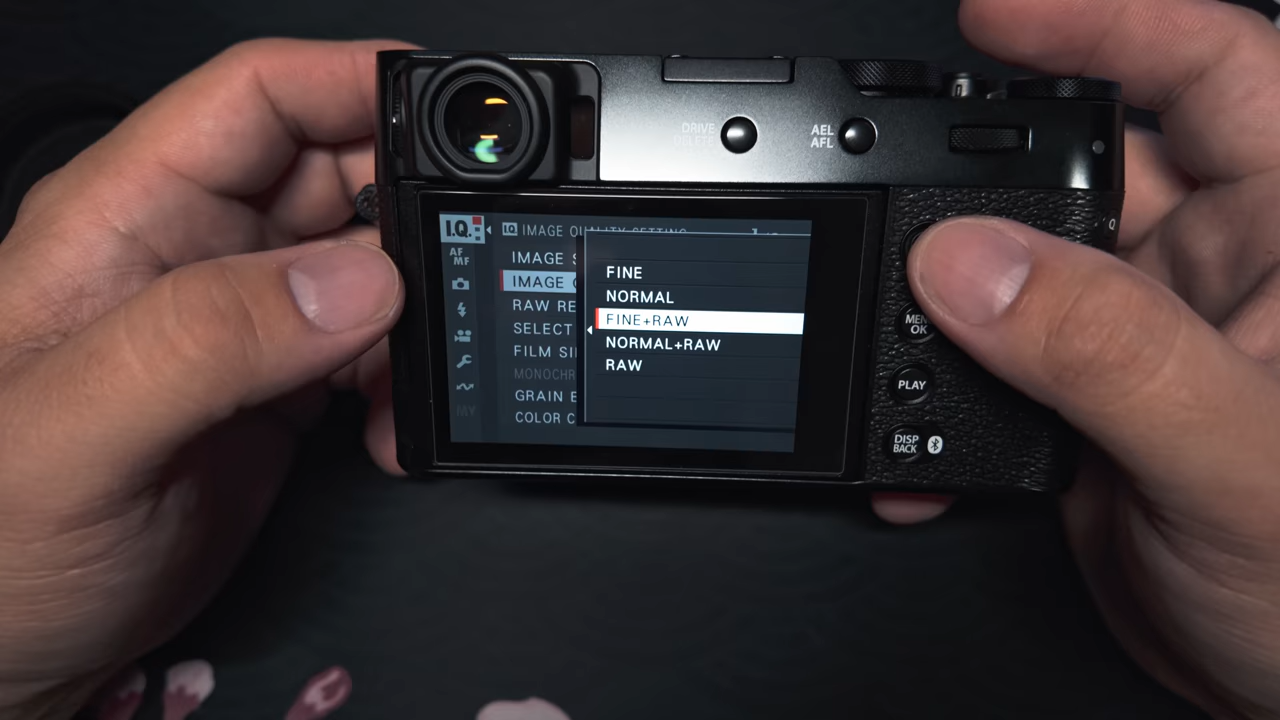 DRIVE
DELETE
AEL
AFL
Q
I.Q.
I.Q. IMAGE QUALITY SETTING
AF
MF
MY
IMAGE S
IMAGE
RAW RE
SELECT
FILM SI
MONOCHR
GRAIN E
COLOR C
FINE
NORMAL
FINE+RAW
NORMAL+RAW
RAW
MEN
OK
PLAY
DISP
BACK